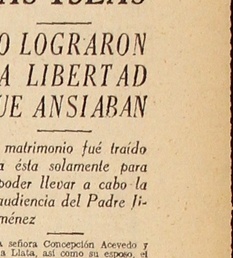 O LOGRARON
A LIBERTAD
UE ANSIABAN
matrimonio fué traído
a ésta solamente para
poder llevar a cabo la
audiencia del Padre Ji-
ménez
a señora Concepción Acevedo y
a Llata, así como su esposo, el